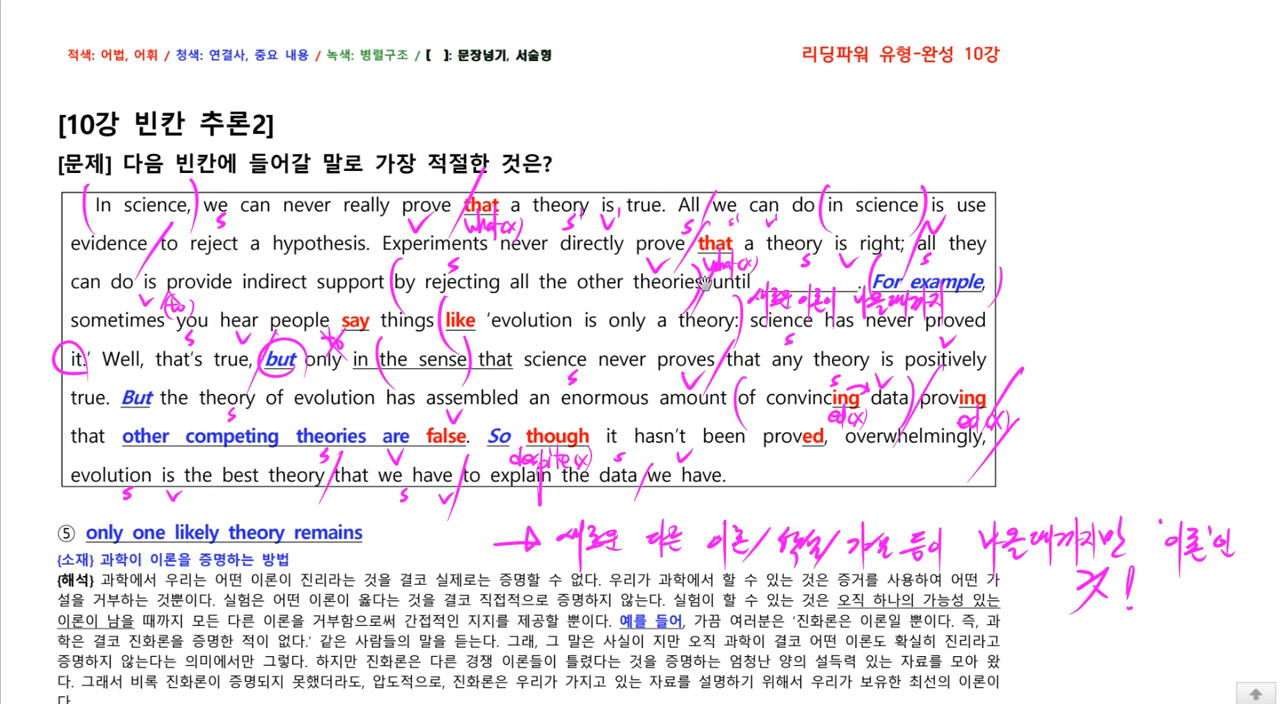 적색: 어법, 어휘 / 청색: 연결사, 중요 내용 / 녹색: 병렬구조 / [ ]: 문장넣기, 서술형
리딩파워 유형-완성 10강
[10강 빈칸 추론2]
[문제] 다음 빈칸에 들어갈 말로 가장 적절한 것은?
In science, we can never really prove that a theory is true. All we can do in science is use
s v what(x) s' v' s s' v' v
evidence to reject a hypothesis. Experiments never directly prove that a theory is right; all they
s v what(x) s v s
can do is provide indirect support by rejecting all the other theories until ________. For example,
v (to) 새로운 이론이 나올때까지
sometimes you hear people say things like 'evolution is only a theory: science has never proved
s v to s v
it.' Well, that's true, but only in the sense that science never proves that any theory is positively
s v s v
true. But the theory of evolution has assembled an enormous amount of convincing data proving
s v ed(x) ed(x)
that other competing theories are false. So though it hasn't been proved, overwhelmingly,
s v despite(x) s v
evolution is the best theory that we have to explain the data we have.
s v s v
⑤ only one likely theory remains
→ 새로운 다른 이론/학설/가설 등이 나올때까지만 '이론'인 것!
{소재} 과학이 이론을 증명하는 방법
{해석} 과학에서 우리는 어떤 이론이 진리라는 것을 결코 실제로는 증명할 수 없다. 우리가 과학에서 할 수 있는 것은 증거를 사용하여 어떤 가
설을 거부하는 것뿐이다. 실험은 어떤 이론이 옳다는 것을 결코 직접적으로 증명하지 않는다. 실험이 할 수 있는 것은 오직 하나의 가능성 있는
이론이 남을 때까지 모든 다른 이론을 거부함으로써 간접적인 지지를 제공할 뿐이다. 예를 들어, 가끔 여러분은 '진화론은 이론일 뿐이다. 즉, 과
학은 결코 진화론을 증명한 적이 없다.' 같은 사람들의 말을 듣는다. 그래, 그 말은 사실이 지만 오직 과학이 결코 어떤 이론도 확실히 진리라고
증명하지 않는다는 의미에서만 그렇다. 하지만 진화론은 다른 경쟁 이론들이 틀렸다는 것을 증명하는 엄청난 양의 설득력 있는 자료를 모아 왔
다. 그래서 비록 진화론이 증명되지 못했더라도, 압도적으로, 진화론은 우리가 가지고 있는 자료를 설명하기 위해서 우리가 보유한 최선의 이론이
다.